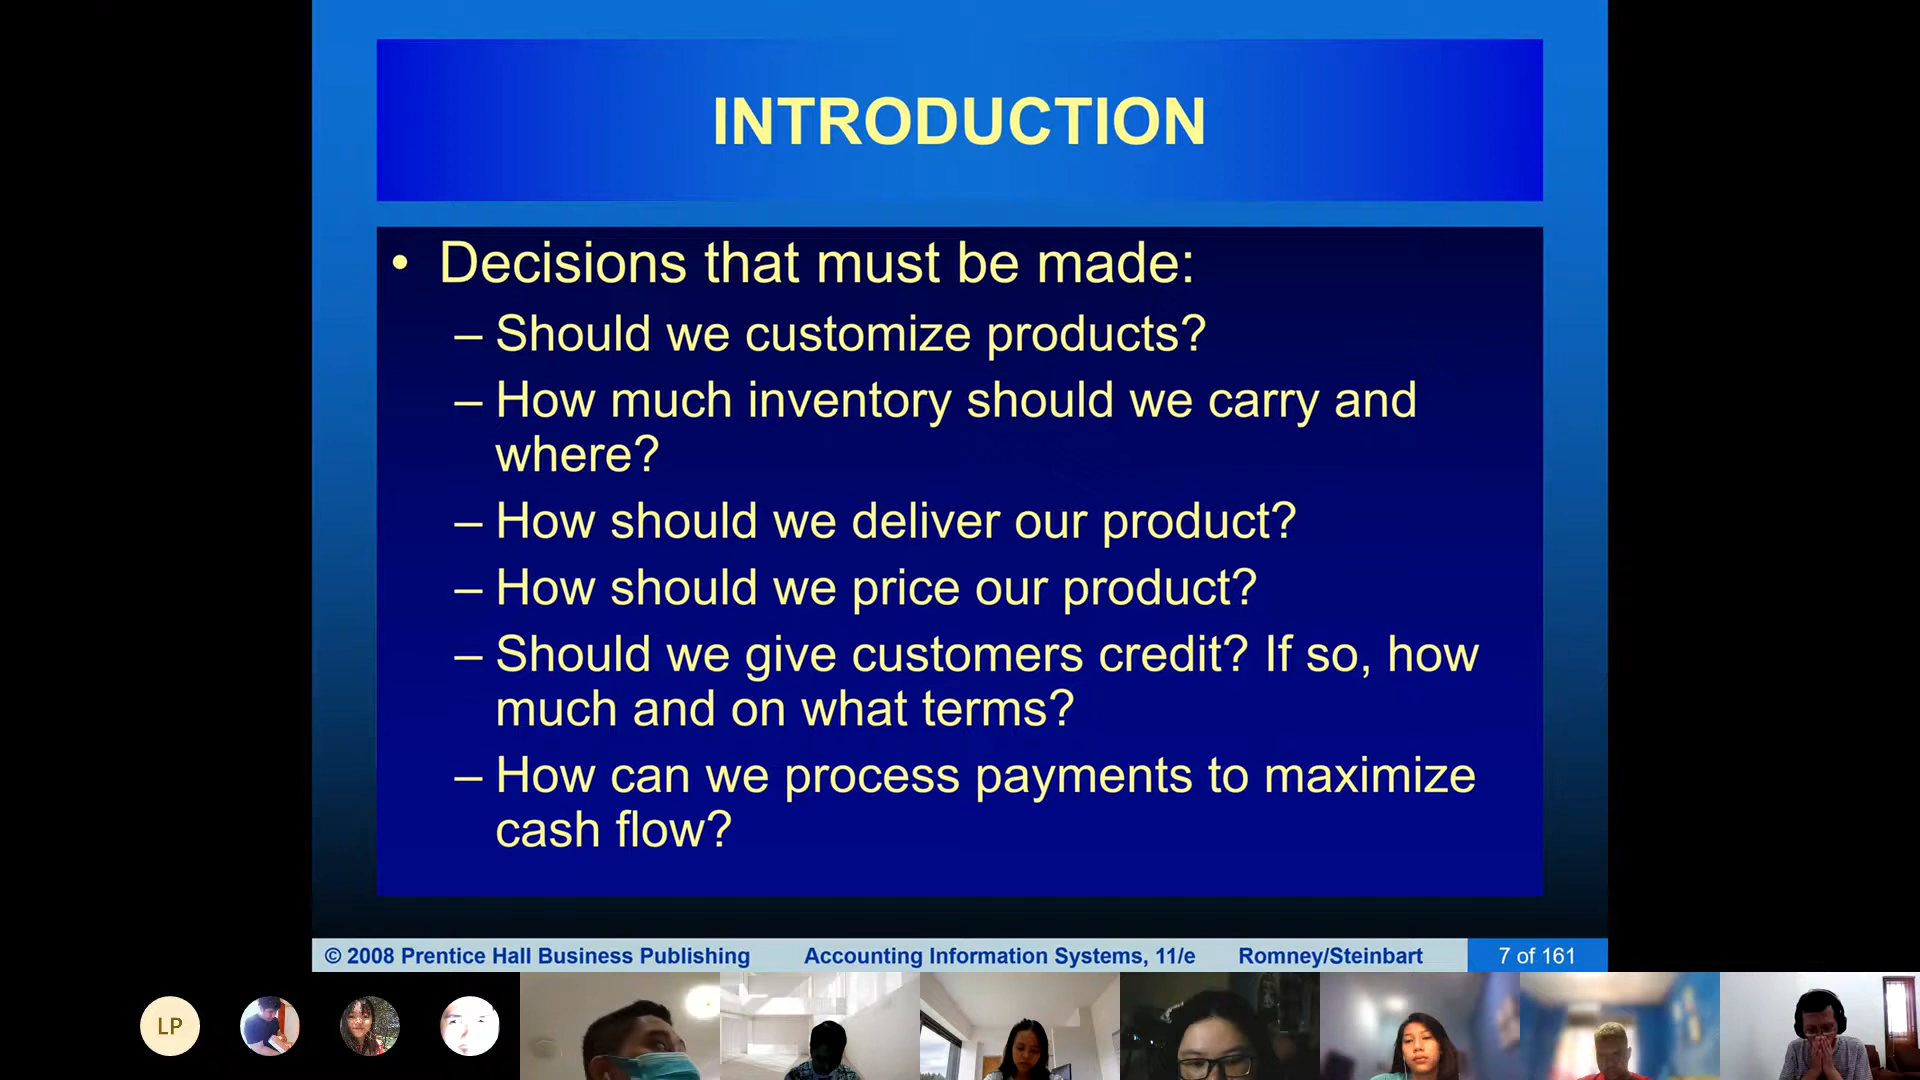 INTRODUCTION
• Decisions that must be made:
– Should we customize products?
– How much inventory should we carry and
where?
– How should we deliver our product?
– How should we price our product?
– Should we give customers credit? If so, how
much and on what terms?
– How can we process payments to maximize
cash flow?
© 2008 Prentice Hall Business Publishing Accounting Information Systems, 11/e Romney/Steinbart 7 of 161
LP